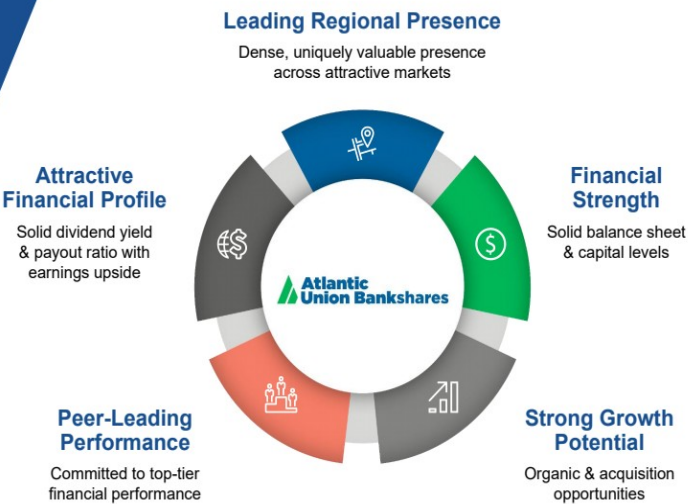 Leading Regional Presence
Dense, uniquely valuable presence
across attractive markets
Attractive
Financial Profile
Solid dividend yield
& payout ratio with
earnings upside
Financial
Strength
Solid balance sheet
& capital levels
$
$
Atlantic
Union Bankshares
Peer-Leading
Performance
Committed to top-tier
financial performance
Strong Growth
Potential
Organic & acquisition
opportunities